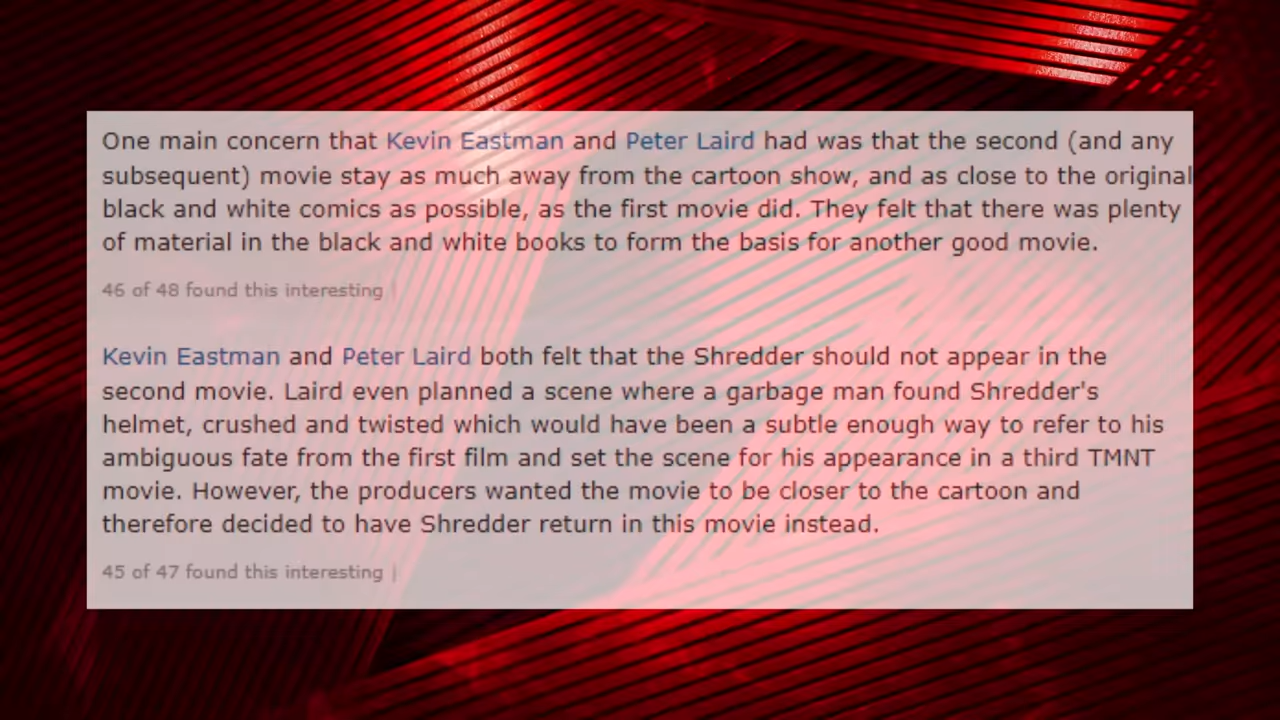 One main concern that Kevin Eastman and Peter Laird had was that the second (and any
subsequent) movie stay as much away from the cartoon show, and as close to the original
black and white comics as possible, as the first movie did. They felt that there was plenty
of material in the black and white books to form the basis for another good movie.
46 of 48 found this interesting |
Kevin Eastman and Peter Laird both felt that the Shredder should not appear in the
second movie. Laird even planned a scene where a garbage man found Shredder's
helmet, crushed and twisted which would have been a subtle enough way to refer to his
ambiguous fate from the first film and set the scene for his appearance in a third TMNT
movie. However, the producers wanted the movie to be closer to the cartoon and
therefore decided to have Shredder return in this movie instead.
45 of 47 found this interesting |